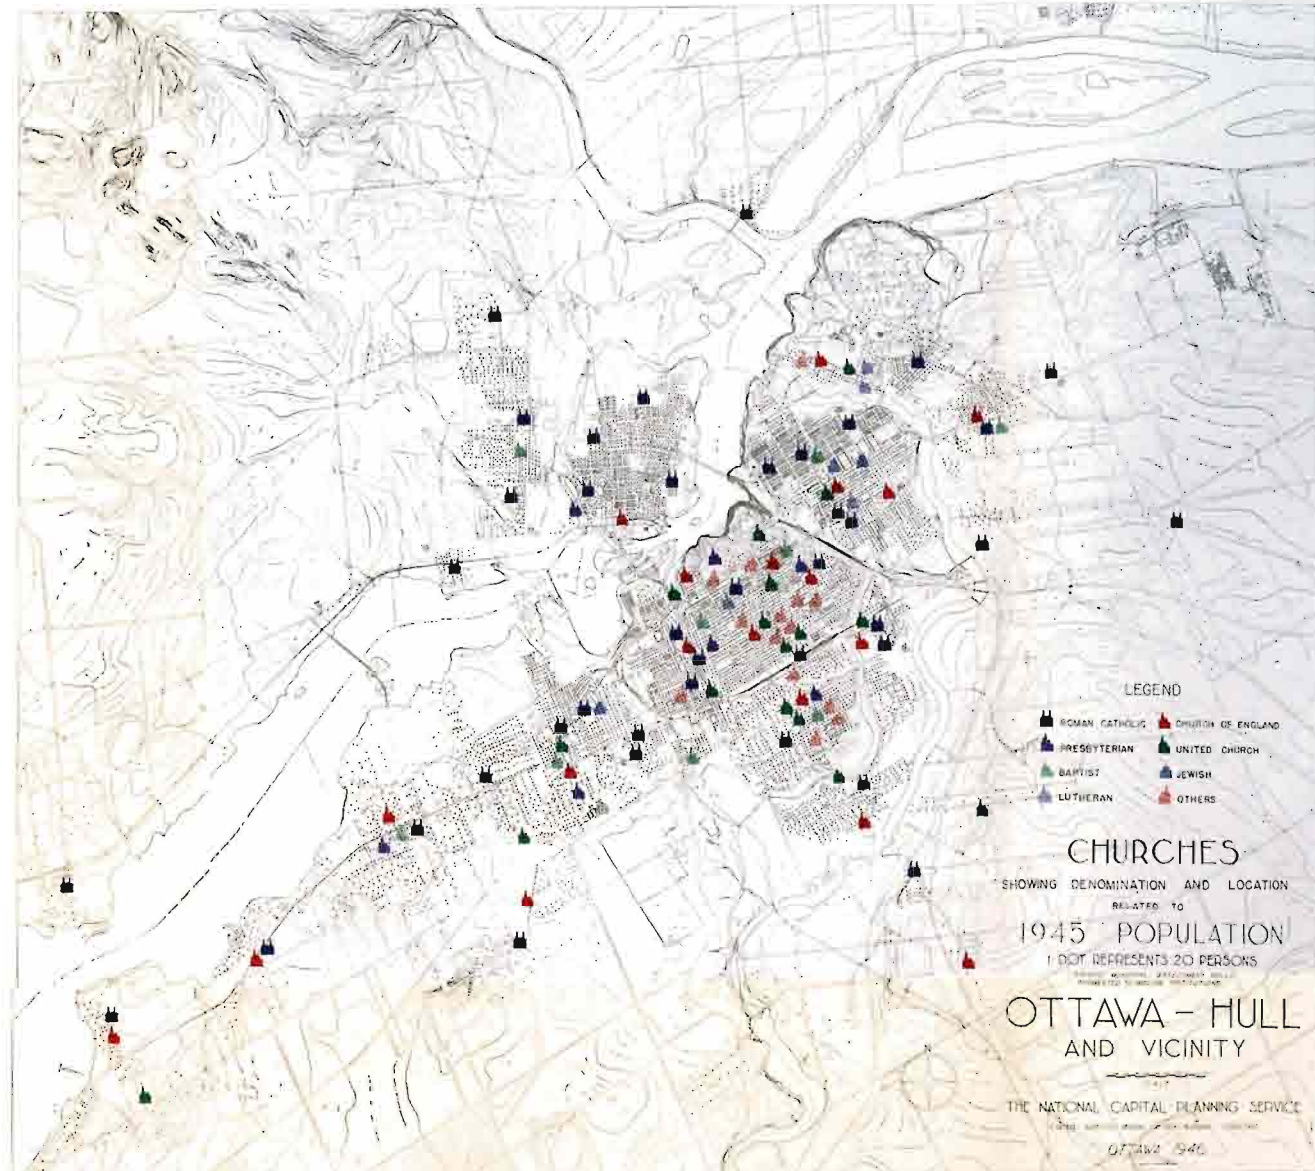 LEGEND
ROMAN CATHOLIC
CHURCH OF ENGLAND
PRESBYTERIAN
UNITED CHURCH
BAPTIST
JEWISH
LUTHERAN
OTHERS
CHURCHES
SHOWING DENOMINATION AND LOCATION
RELATED TO
1945 POPULATION
1 DOT REPRESENTS 20 PERSONS
OTTAWA - HULL
AND VICINITY
THE NATIONAL CAPITAL PLANNING SERVICE
OTTAWA